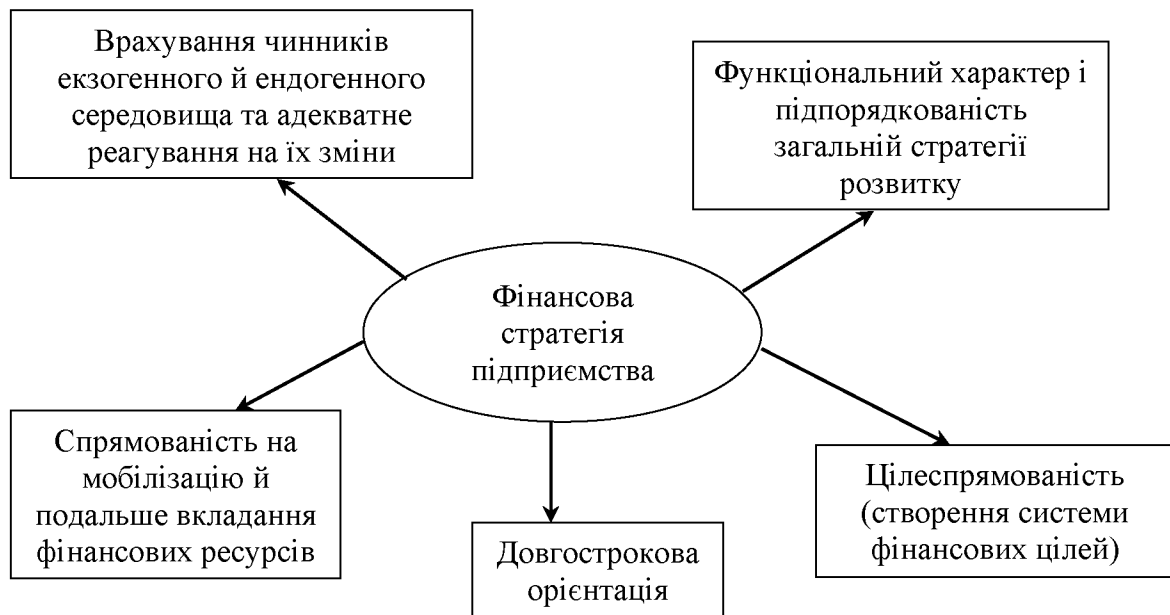 Врахування чинників
екзогенного й ендогенного
середовища та адекватне
реагування на їх зміни
Функціональний характер і
підпорядкованість
загальній стратегії
розвитку
Фінансова
стратегія
підприємства
Спрямованість на
мобілізацію й
подальше вкладання
фінансових ресурсів
Довгострокова
орієнтація
Цілеспрямованість
(створення системи
фінансових цілей)